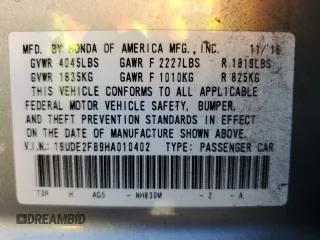 MFD. BY HONDA OF AMERICA MFG., INC. 11/16
GVWR 4045LBS GAWR F 2227LBS R 1819LBS
GVWR 1835KG GAWR F 1010KG R 825KG
THIS VEHICLE CONFORMS TO ALL APPLICABLE
FEDERAL MOTOR VEHICLE SAFETY, BUMPER,
AND THEFT PREVENTION STANDARDS IN EFFECT
ON THE DATE OF MANUFACTURE SHOWN ABOVE.
V.I.N.: 19UDE2F89HA010402 TYPE: PASSENGER CAR
T3R H AG5 - NH830M - Z - A
DREAMBID